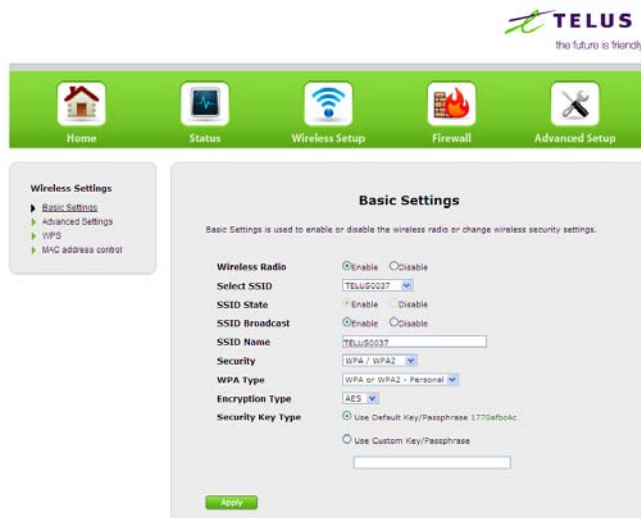 TELUS
the future is friendly
Home Status Wireless Setup Firewall Advanced Setup
Wireless Settings
Basic Settings
Advanced Settings
WPS
MAC address control
Basic Settings
Basic Settings is used to enable or disable the wireless radio or change wireless security settings.
Wireless Radio Enable Disable
Select SSID TELUS0037
SSID State Enable Disable
SSID Broadcast Enable Disable
SSID Name TELUS0037
Security WPA / WPA2
WPA Type WPA or WPA2 - Personal
Encryption Type AES
Security Key Type Use Default Key/Passphrase
Use Custom Key/Passphrase
Apply